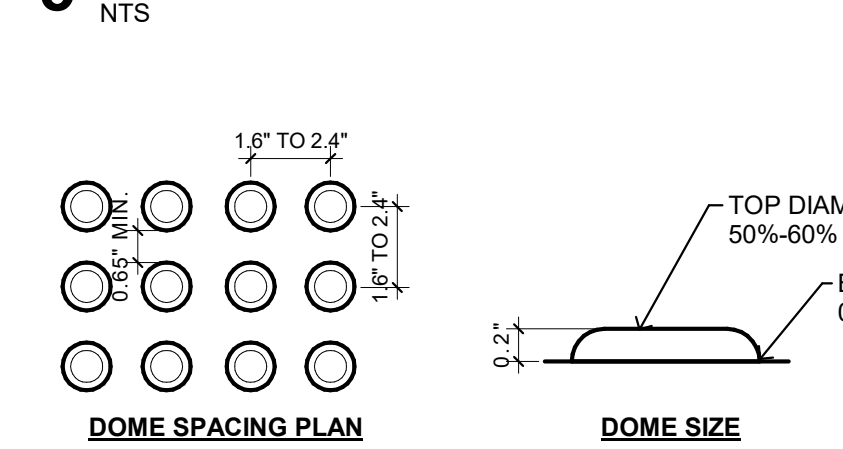 NTS
1.6" TO 2.4"
0.65" MIN.
1.6" TO 2.4"
DOME SPACING PLAN
TOP
50%-60%
0.2"
DOME SIZE